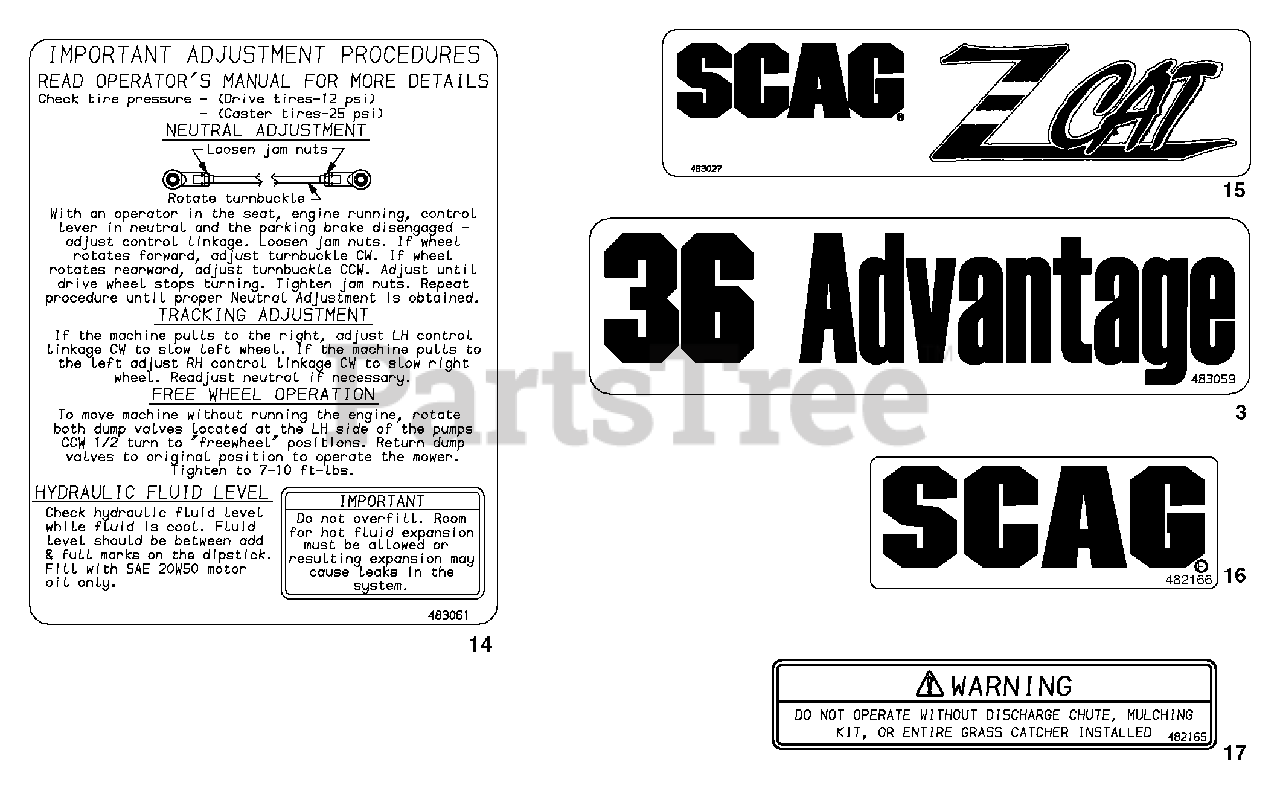 IMPORTANT ADJUSTMENT PROCEDURES
READ OPERATOR'S MANUAL FOR MORE DETAILS
Check tire pressure - (Drive tires-12 psi)
- (Caster tires-25 psi)
NEUTRAL ADJUSTMENT
Loosen jam nuts
Rotate turnbuckle
With an operator in the seat, engine running, control
lever in neutral and the parking brake disengaged -
adjust control linkage. Loosen jam nuts. If wheel
rotates forward, adjust turnbuckle CW. If wheel
rotates rearward, adjust turnbuckle CCW. Adjust until
drive wheel stops turning. Tighten jam nuts. Repeat
procedure until proper Neutral Adjustment is obtained.
TRACKING ADJUSTMENT
If the machine pulls to the right, adjust LH control
linkage CW to slow left wheel. If the machine pulls to
the left adjust RH control linkage CW to slow right
wheel. Readjust neutral if necessary.
FREE WHEEL OPERATION
To move machine without running the engine, rotate
both dump valves located at the LH side of the pumps
CCW 1/2 turn to "freewheel" positions. Return dump
valves to original position to operate the mower.
Tighten to 7-10 ft-lbs.
HYDRAULIC FLUID LEVEL
Check hydraulic fluid level
while fluid is cool. Fluid
level should be between add
& full marks on the dipstick.
Fill with SAE 20W50 motor
oil only.
IMPORTANT
Do not overfill. Room
for hot fluid expansion
must be allowed or
resulting expansion may
cause leaks in the
system.
483061
14
SCAG® Z CAT
483027
15
36 Advantage
483059
3
SCAG
482166
16
⚠ WARNING
DO NOT OPERATE WITHOUT DISCHARGE CHUTE, MULCHING
KIT, OR ENTIRE GRASS CATCHER INSTALLED
482165
17
PartsTree™